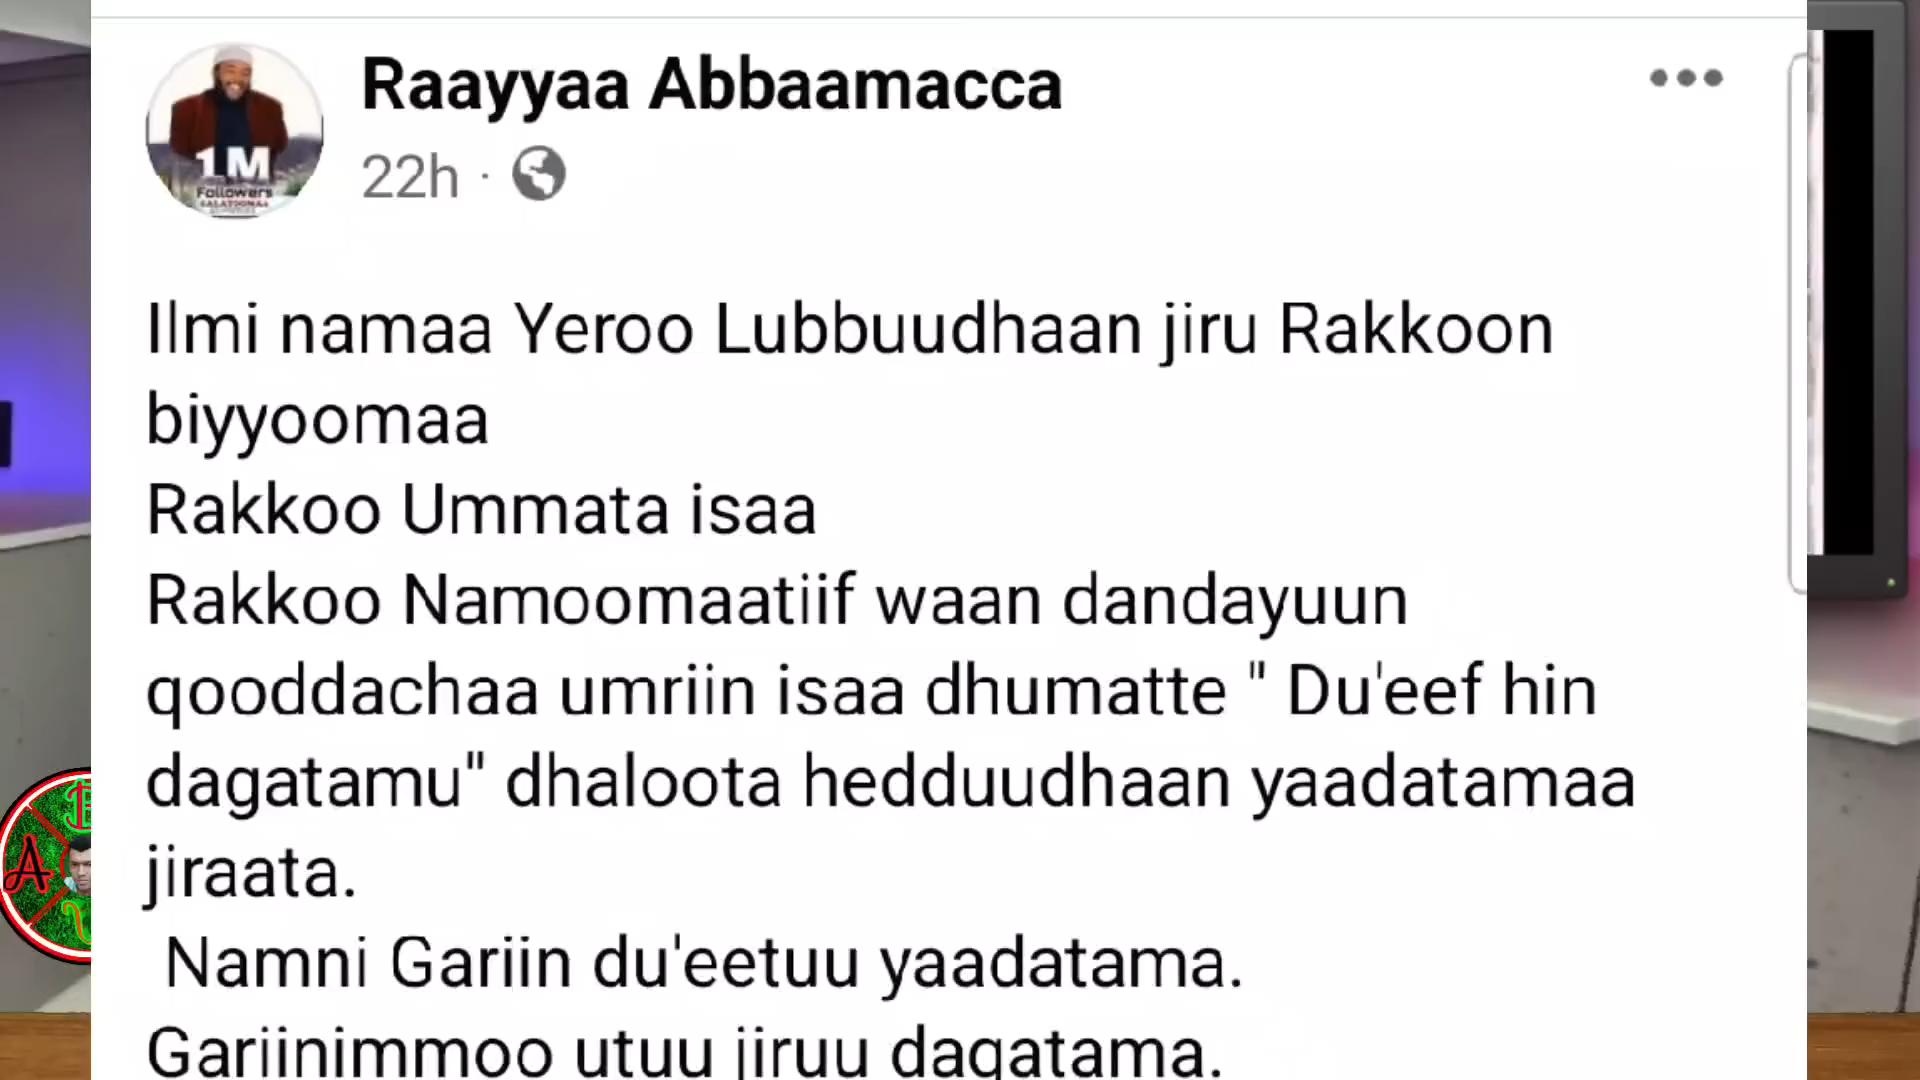 Raayyaa Abbaamacca
22h ·
1M
Followers
GALATOOMAA
Ilmi namaa Yeroo Lubbuudhaan jiru Rakkoon
biyyoomaa
Rakkoo Ummata isaa
Rakkoo Namoomaatiif waan dandayuun
qooddachaa umriin isaa dhumatte " Du'eef hin
dagatamu" dhaloota hedduudhaan yaadatamaa
jiraata.
Namni Gariin du'eetuu yaadatama.
Gariinimmoo utuu jiruu dagatama.
A